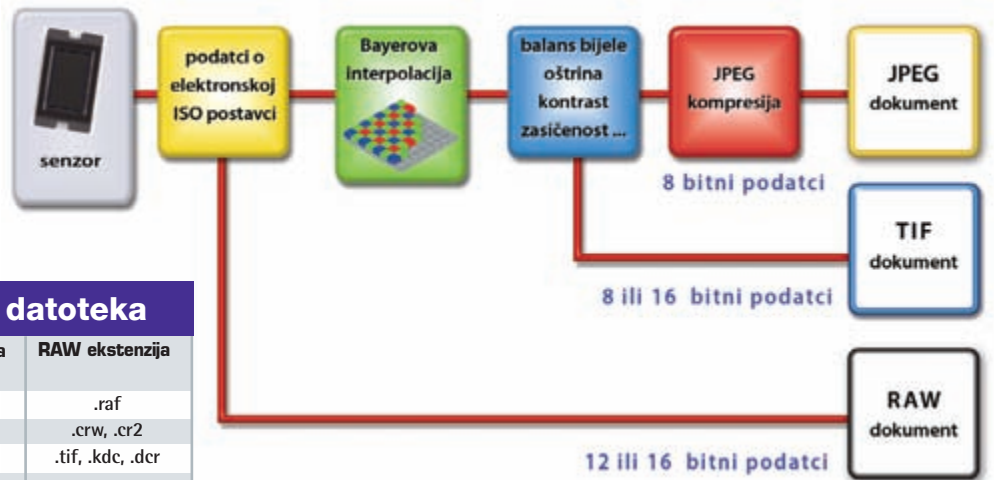 senzor
podatci o
elektronskoj
ISO postavci
Bayerova
interpolacija
balans bijele
oštrina
kontrast
zasičenost ...
JPEG
kompresija
JPEG
dokument
8 bitni podatci
TIF
dokument
8 ili 16 bitni podatci
RAW
dokument
12 ili 16 bitni podatci
datoteka
a RAW ekstenzija
.raf
.crw, .cr2
.tif, .kdc, .dcr